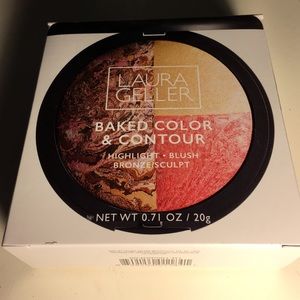 LAURA
GELLER
BAKED COLOR
& CONTOUR
HIGHLIGHT • BLUSH
BRONZE/SCULPT
NET WT 0.71 OZ / 20g